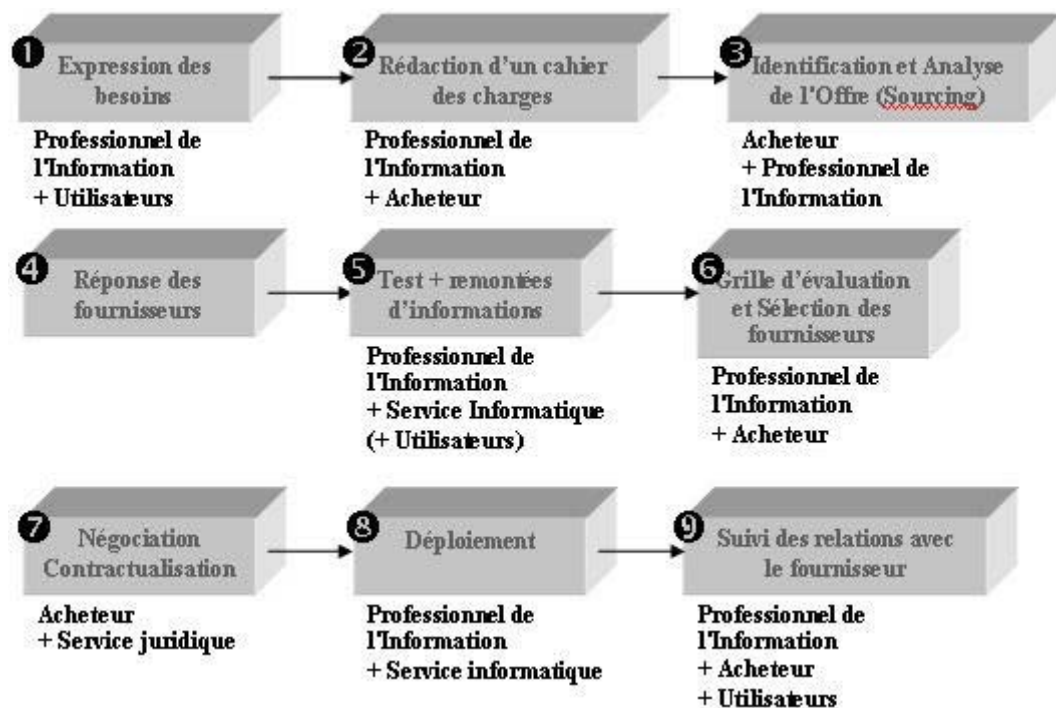 1
Expression des
besoins
Professionnel de
l'Information
+ Utilisateurs
2
Rédaction d'un cahier
des charges
Professionnel de
l'Information
+ Acheteur
3
Identification et Analyse
de l'Offre (Sourcing)
Acheteur
+ Professionnel de
l'Information
4
Réponse des
fournisseurs
5
Test + remontées
d'informations
Professionnel de
l'Information
+ Service Informatique
(+ Utilisateurs)
6
Grille d'évaluation
et Sélection des
fournisseurs
Professionnel de
l'Information
+ Acheteur
7
Négociation
Contractualisation
Acheteur
+ Service juridique
8
Déploiement
Professionnel de
l'Information
+ Service informatique
9
Suivi des relations avec
le fournisseur
Professionnel de
l'Information
+ Acheteur
+ Utilisateurs